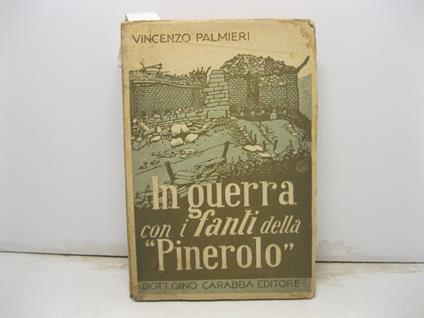 VINCENZO PALMIERI
In guerra
con i fanti della
"Pinerolo"
DOTT. GINO CARABBA EDITORE